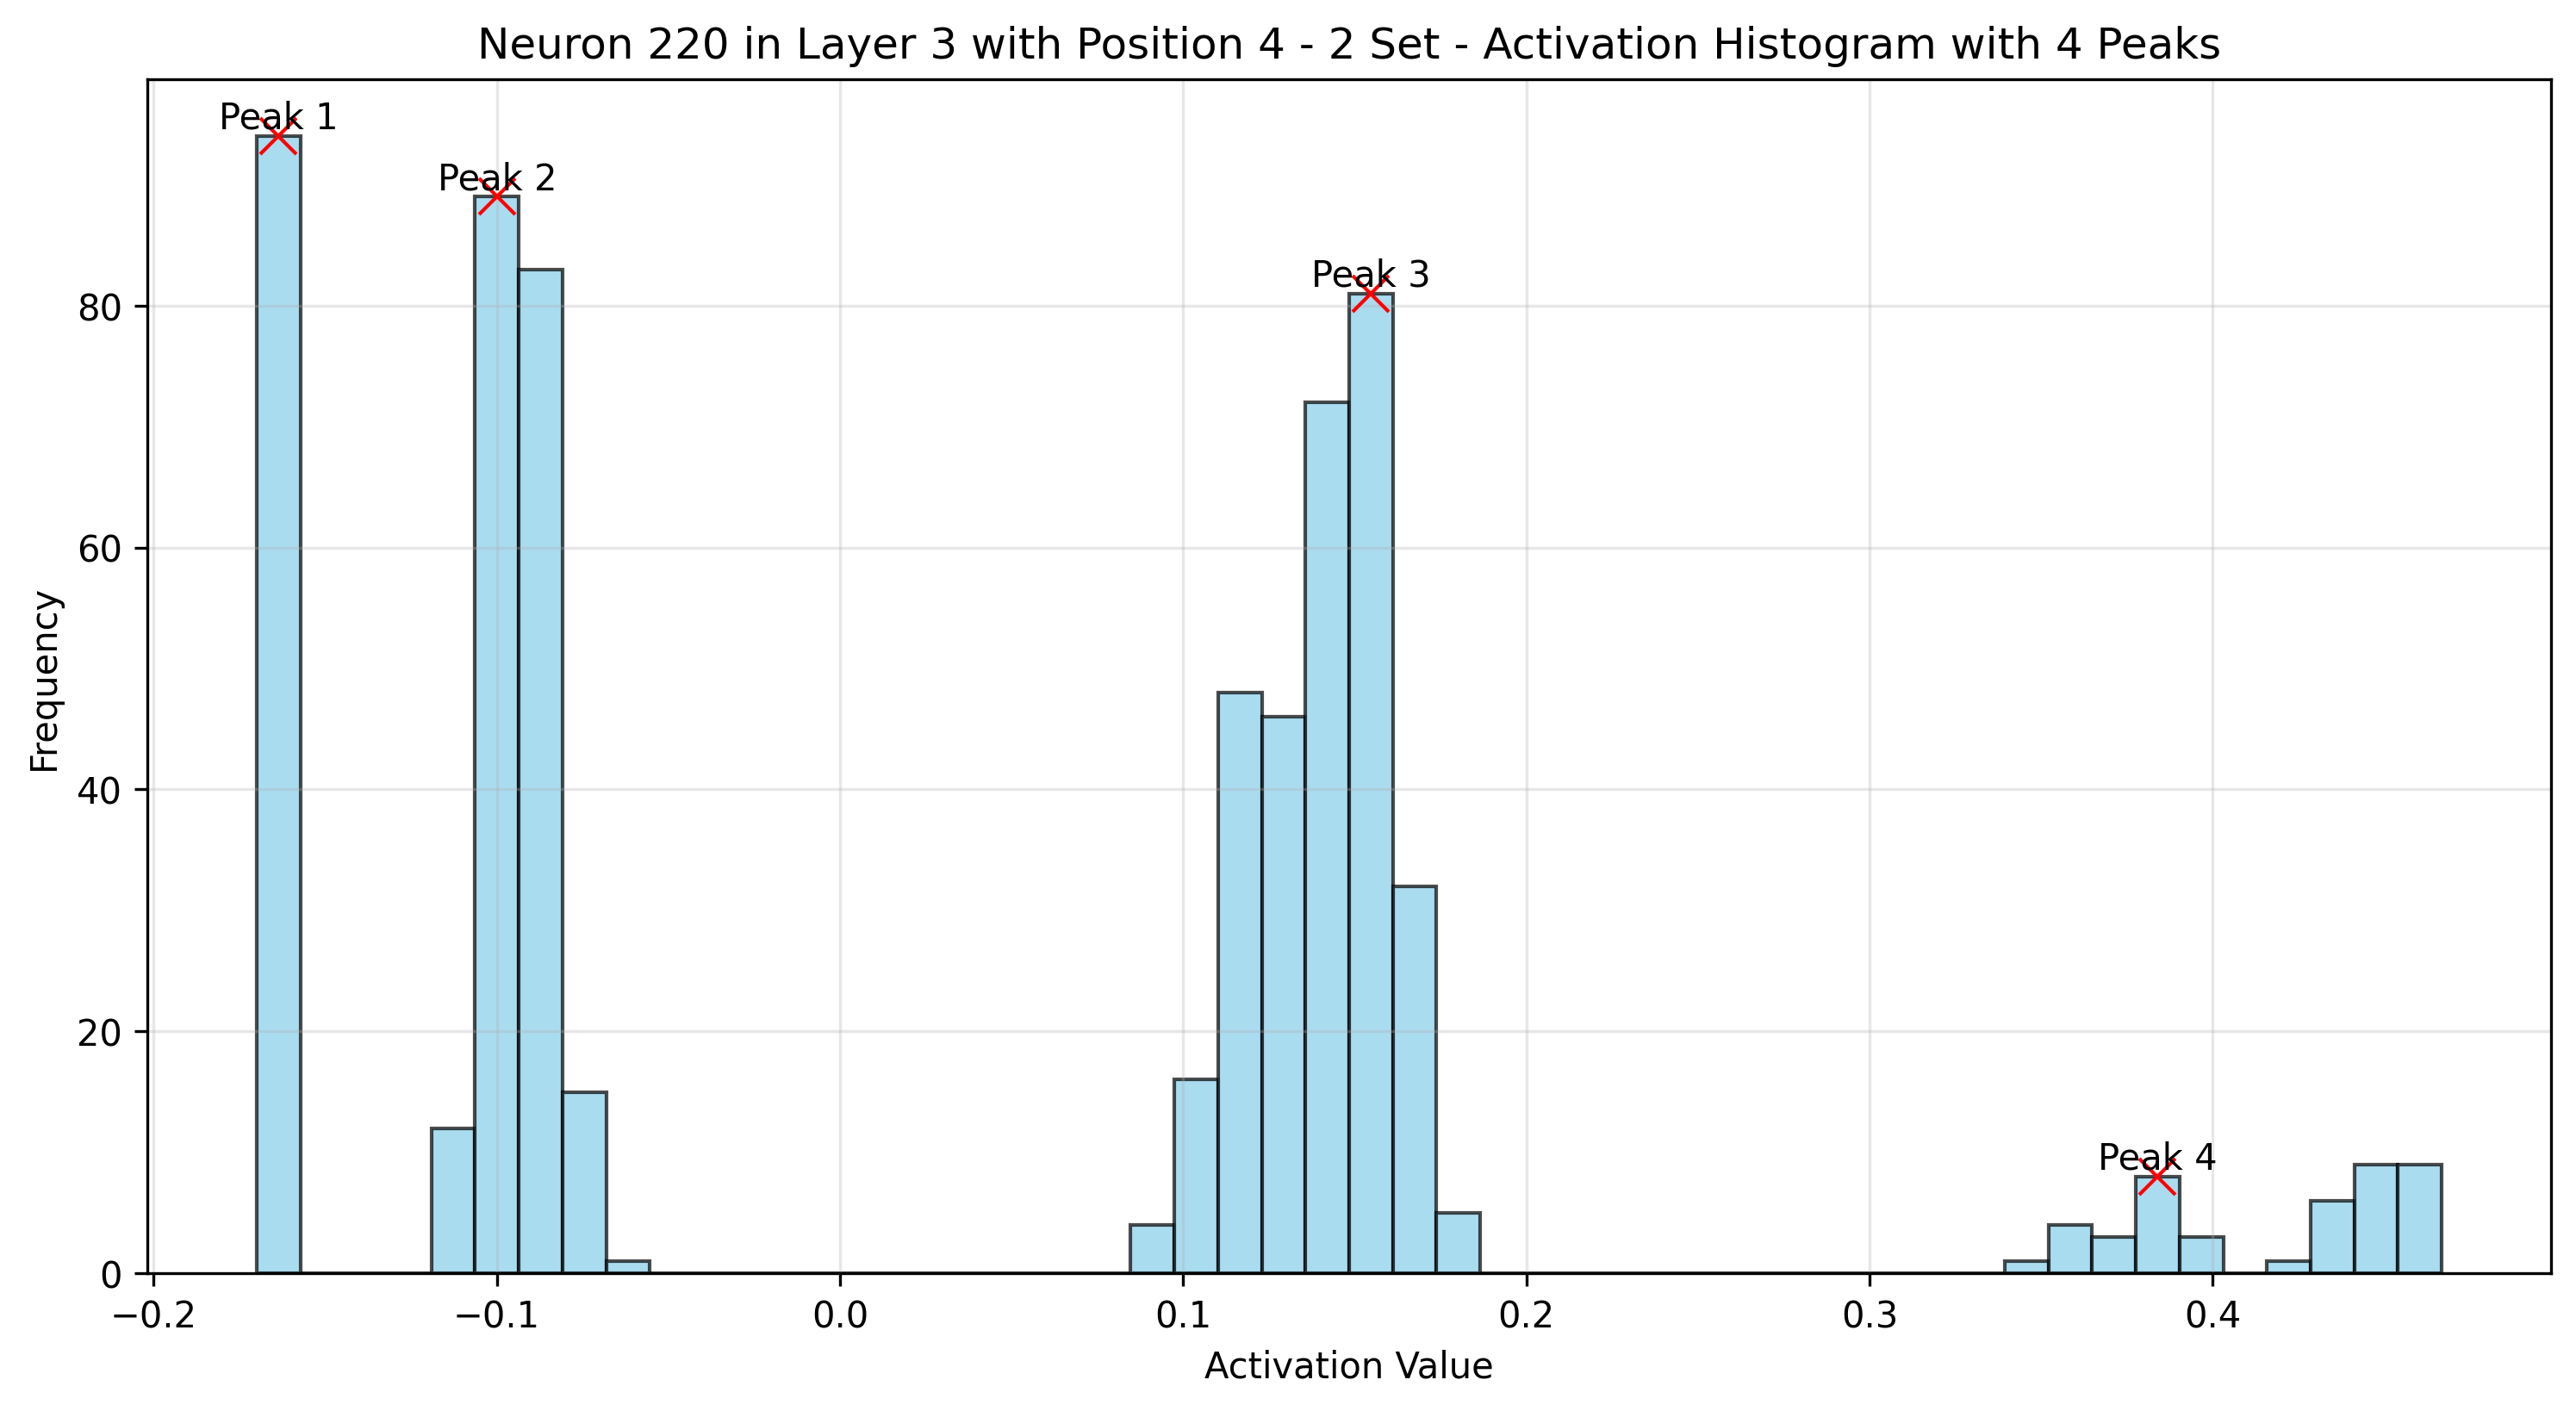 Neuron 220 in Layer 3 with Position 4 - 2 Set - Activation Histogram with 4 Peaks
Peak 1
Peak 2
Peak 3
Peak 4
Frequency
80
60
40
20
0
−0.2 −0.1 0.0 0.1 0.2 0.3 0.4
Activation Value